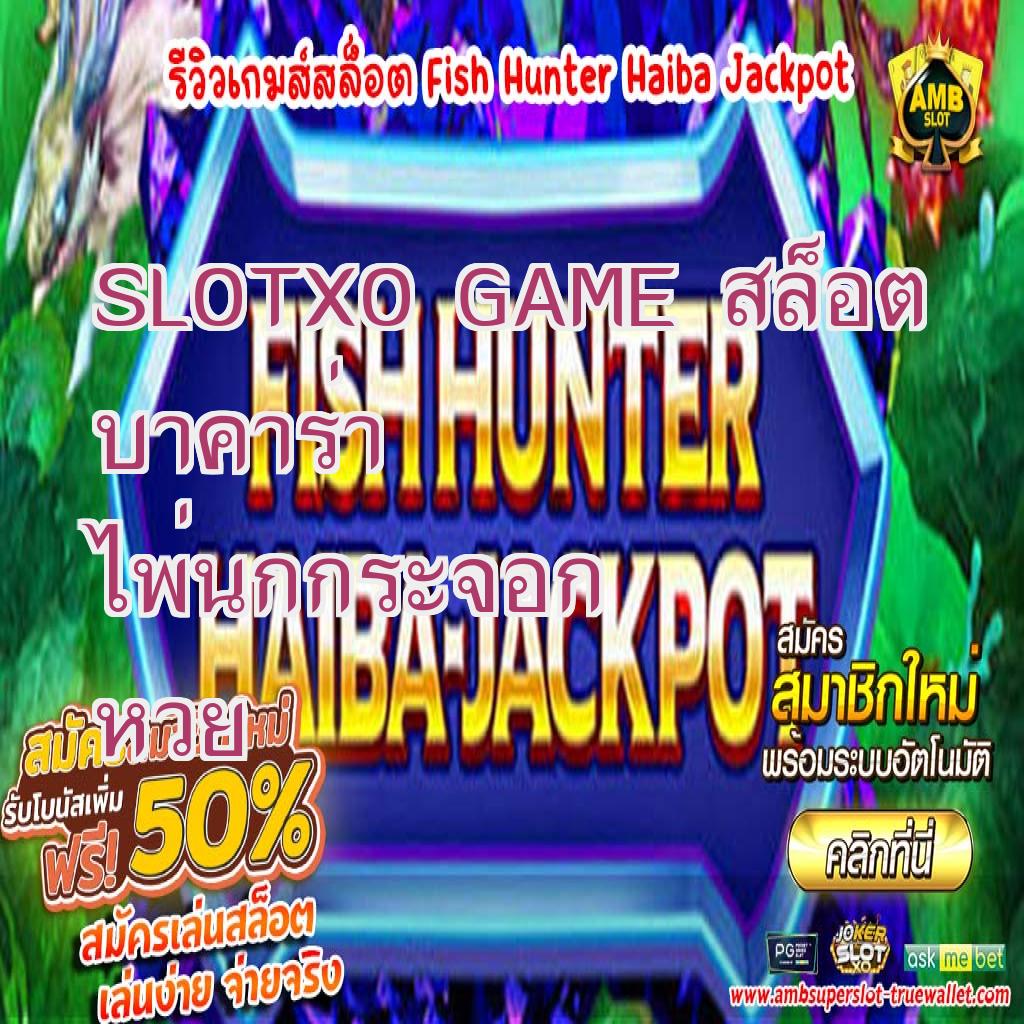 รีวิวเกมส์สล็อต Fish Hunter Haiba Jackpot
AMB
SLOT
SLOTXO GAME สล็อต
FISH HUNTER
บาคาร่า
ไพ่นกกระจอก
HAIBA·JACKPOT
หวย
สมัคร
สมาชิกใหม่
พร้อมระบบอัตโนมัติ
คลิกที่นี่
รับโบนัสเพิ่ม
ฟรี! 50%
สมัครเล่นสล็อต
เล่นง่าย จ่ายจริง
PG
JOKER
SLOT
XO
ask me bet
www.ambsuperslot-truewallet.com